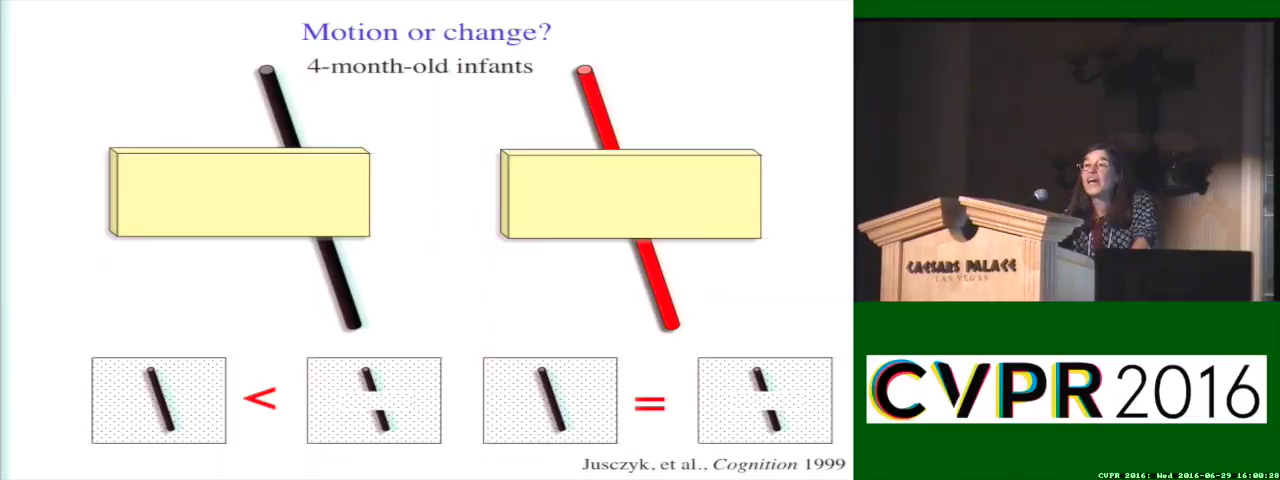 Motion or change?
4-month-old infants
<
=
Jusczyk, et al., Cognition 1999
CAESARS PALACE
LAS VEGAS
CVPR 2016
CVPR 2016: Wed 2016-06-29 16:00:28